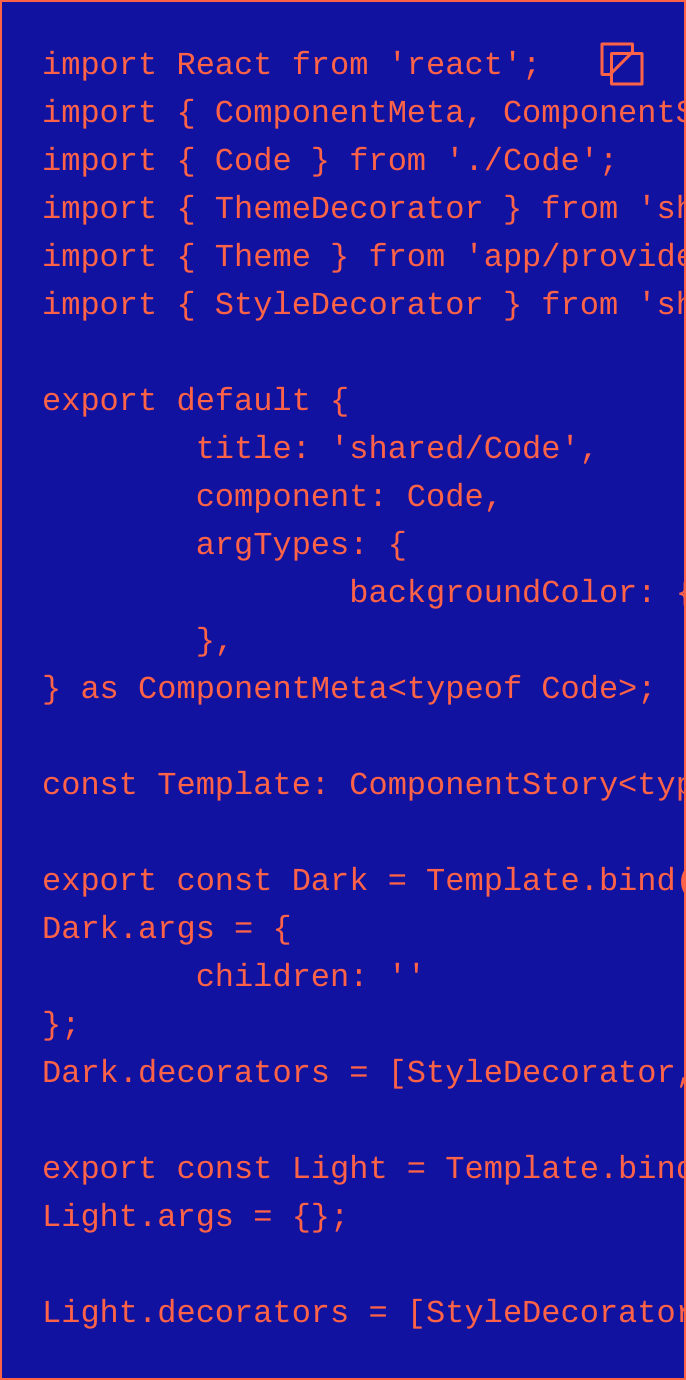 import React from 'react';
import { ComponentMeta, ComponentS
import { Code } from './Code';
import { ThemeDecorator } from 'sh
import { Theme } from 'app/provide
import { StyleDecorator } from 'sh
export default {
title: 'shared/Code',
component: Code,
argTypes: {
backgroundColor: {
},
} as ComponentMeta<typeof Code>;
const Template: ComponentStory<typ
export const Dark = Template.bind(
Dark.args = {
children: ''
};
Dark.decorators = [StyleDecorator,
export const Light = Template.bind
Light.args = {};
Light.decorators = [StyleDecorator